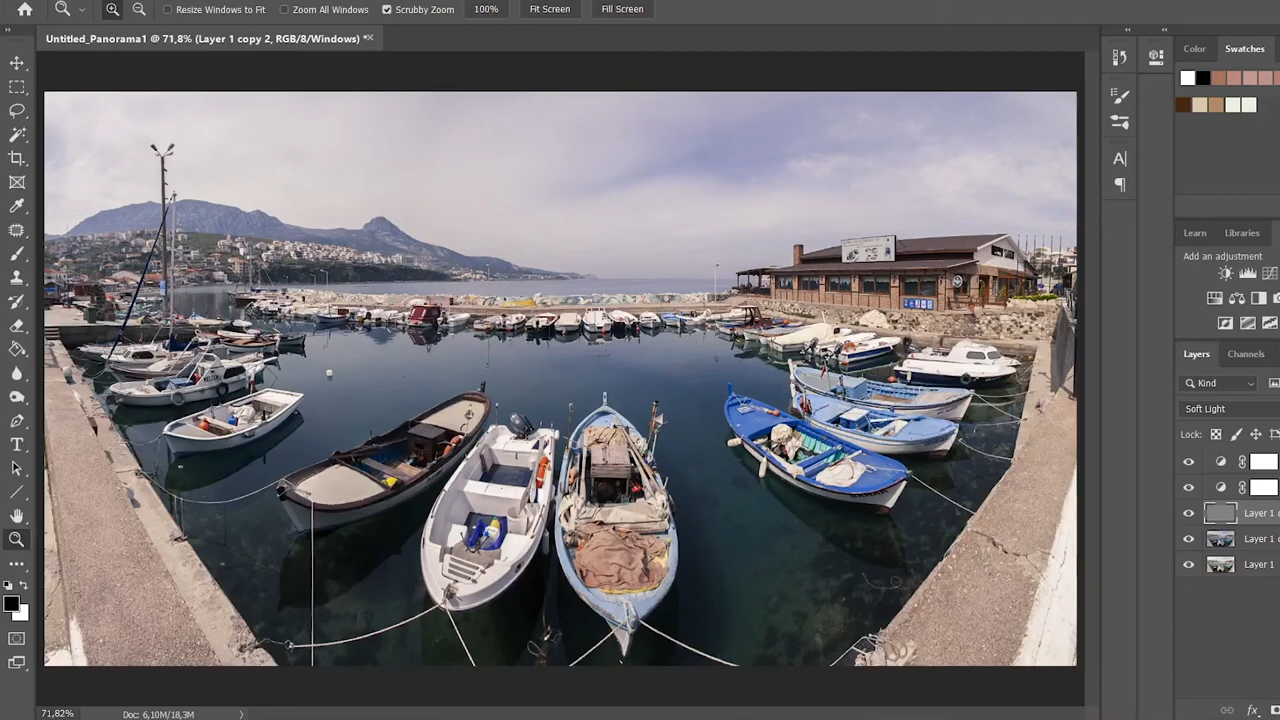 Resize Windows to Fit
Zoom All Windows
Scrubby Zoom
100%
Fit Screen
Fill Screen
Untitled_Panorama1 @ 71,8% (Layer 1 copy 2, RGB/8/Windows) *
Color
Swatches
Learn
Libraries
Add an adjustment
Layers
Channels
Kind
Soft Light
Lock:
Layer 1 c
Layer 1 c
Layer 1
71,82%
Doc: 6,10M/18,3M